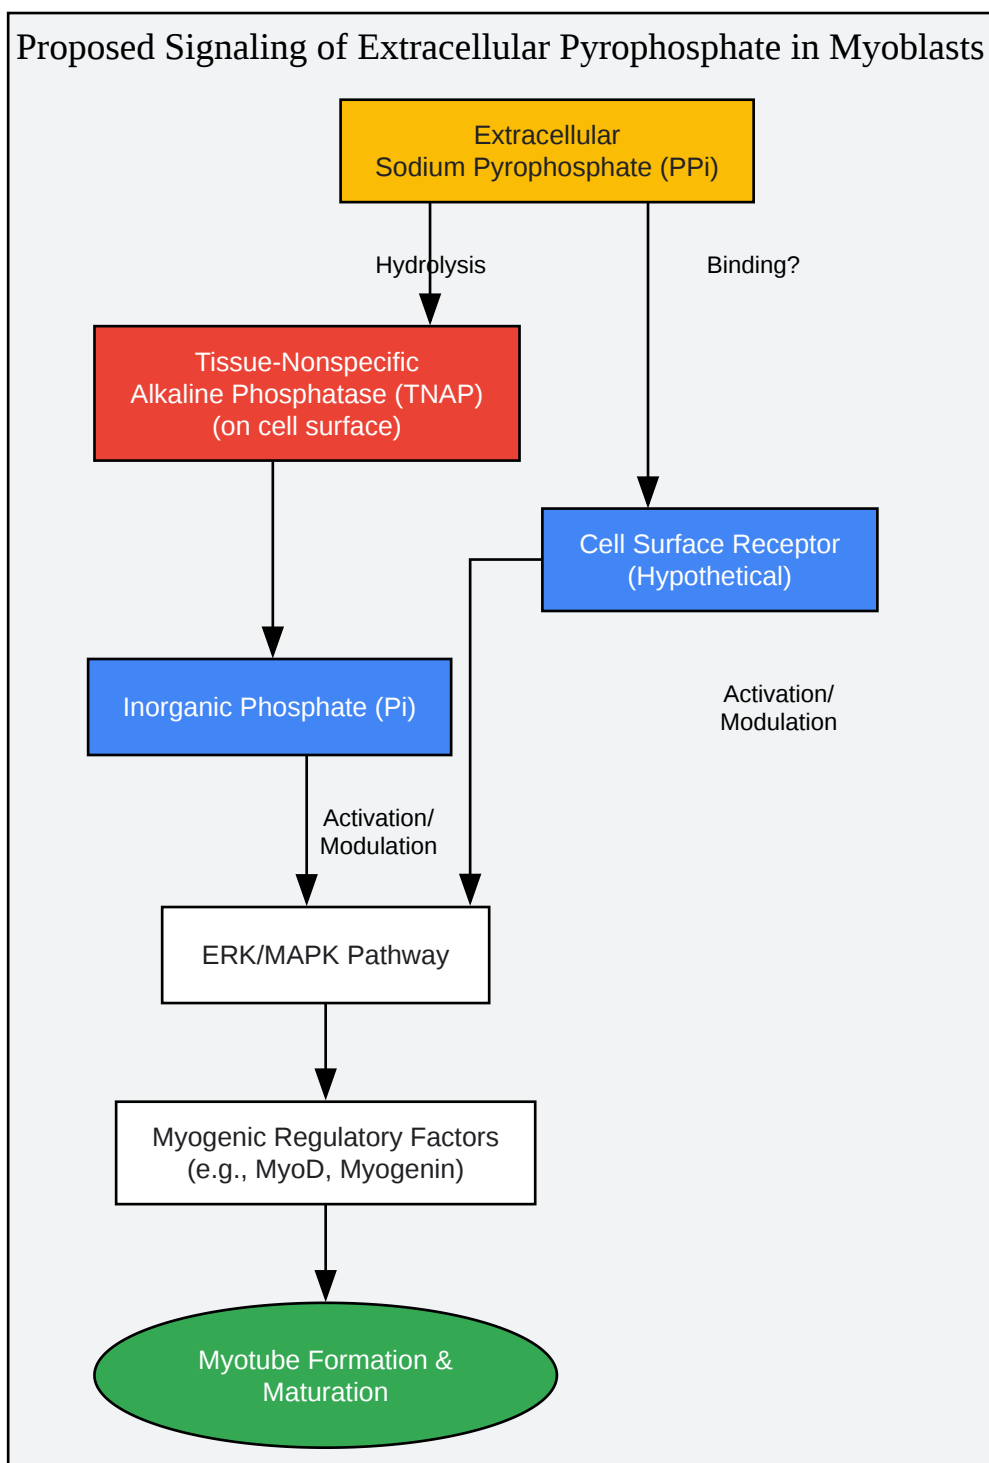 Proposed Signaling of Extracellular Pyrophosphate in Myoblasts
Extracellular
Sodium Pyrophosphate (PPi)
Hydrolysis
Binding?
Tissue-Nonspecific
Alkaline Phosphatase (TNAP)
(on cell surface)
Cell Surface Receptor
(Hypothetical)
Inorganic Phosphate (Pi)
Activation/
Modulation
Activation/
Modulation
ERK/MAPK Pathway
Myogenic Regulatory Factors
(e.g., MyoD, Myogenin)
Myotube Formation &
Maturation